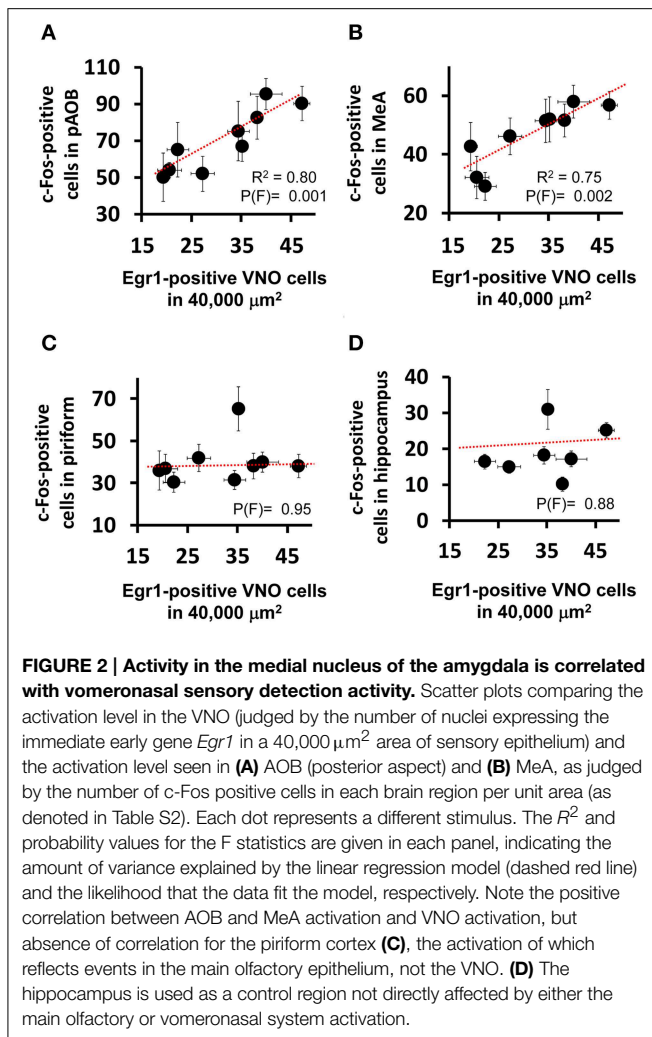 A
B
c-Fos-positive
cells in pAOB
110
90
70
50
30
R² = 0.80
P(F)= 0.001
15 25 35 45
Egr1-positive VNO cells
in 40,000 μm²
c-Fos-positive
cells in MeA
60
40
20
R² = 0.75
P(F)= 0.002
15 25 35 45
Egr1-positive VNO cells
in 40,000 μm²
C
D
c-Fos-positive
cells in piriform
70
50
30
10
P(F)= 0.95
15 25 35 45
Egr1-positive VNO cells
in 40,000 μm²
c-Fos-positive
cells in hippocampus
40
30
20
10
0
P(F)= 0.88
15 25 35 45
Egr1-positive VNO cells
in 40,000 μm²
FIGURE 2 | Activity in the medial nucleus of the amygdala is correlated
with vomeronasal sensory detection activity. Scatter plots comparing the
activation level in the VNO (judged by the number of nuclei expressing the
immediate early gene Egr1 in a 40,000 μm² area of sensory epithelium) and
the activation level seen in (A) AOB (posterior aspect) and (B) MeA, as judged
by the number of c-Fos positive cells in each brain region per unit area (as
denoted in Table S2). Each dot represents a different stimulus. The R² and
probability values for the F statistics are given in each panel, indicating the
amount of variance explained by the linear regression model (dashed red line)
and the likelihood that the data fit the model, respectively. Note the positive
correlation between AOB and MeA activation and VNO activation, but
absence of correlation for the piriform cortex (C), the activation of which
reflects events in the main olfactory epithelium, not the VNO. (D) The
hippocampus is used as a control region not directly affected by either the
main olfactory or vomeronasal system activation.